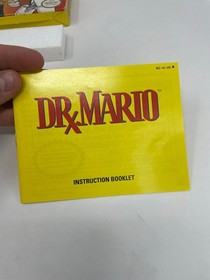 DR. MARIO
INSTRUCTION BOOKLET